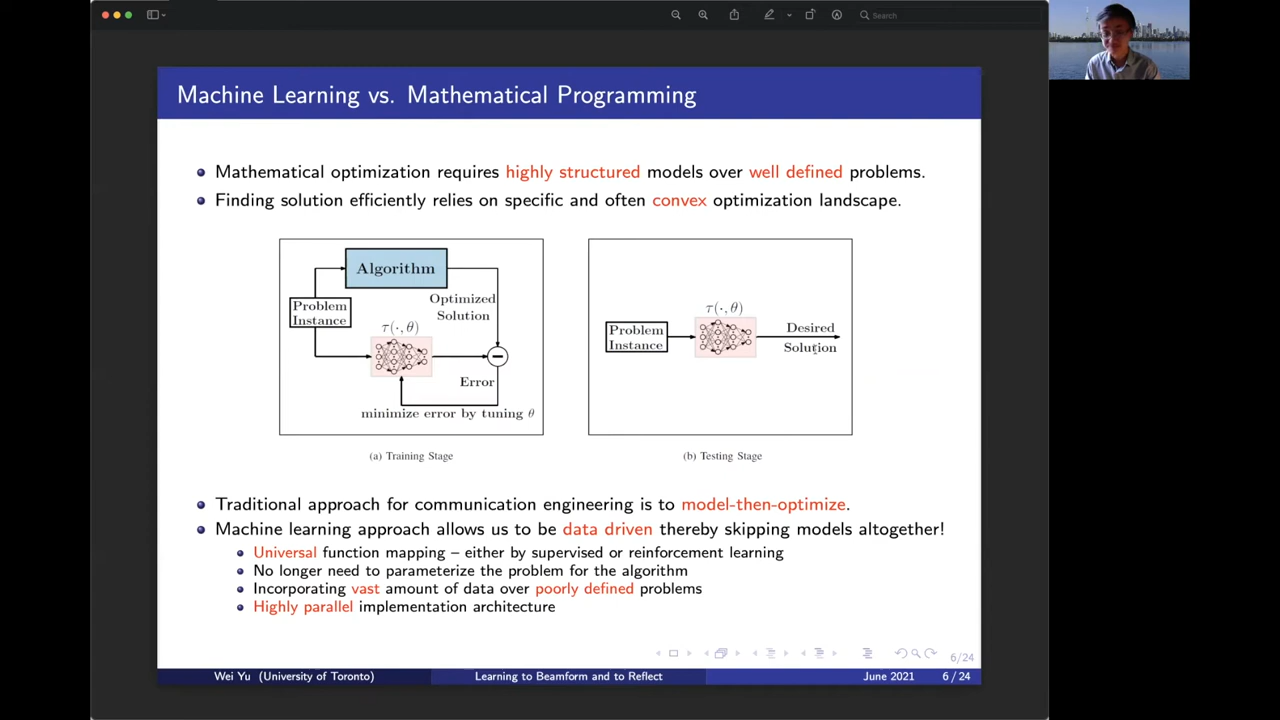 Search
Machine Learning vs. Mathematical Programming
Mathematical optimization requires highly structured models over well defined problems.
Finding solution efficiently relies on specific and often convex optimization landscape.
Algorithm
Problem
Instance
Optimized
Solution
τ(·, θ)
Error
minimize error by tuning θ
(a) Training Stage
Problem
Instance
τ(·, θ)
Desired
Solution
(b) Testing Stage
Traditional approach for communication engineering is to model-then-optimize.
Machine learning approach allows us to be data driven thereby skipping models altogether!
Universal function mapping – either by supervised or reinforcement learning
No longer need to parameterize the problem for the algorithm
Incorporating vast amount of data over poorly defined problems
Highly parallel implementation architecture
6/24
Wei Yu (University of Toronto) Learning to Beamform and to Reflect June 2021 6 / 24